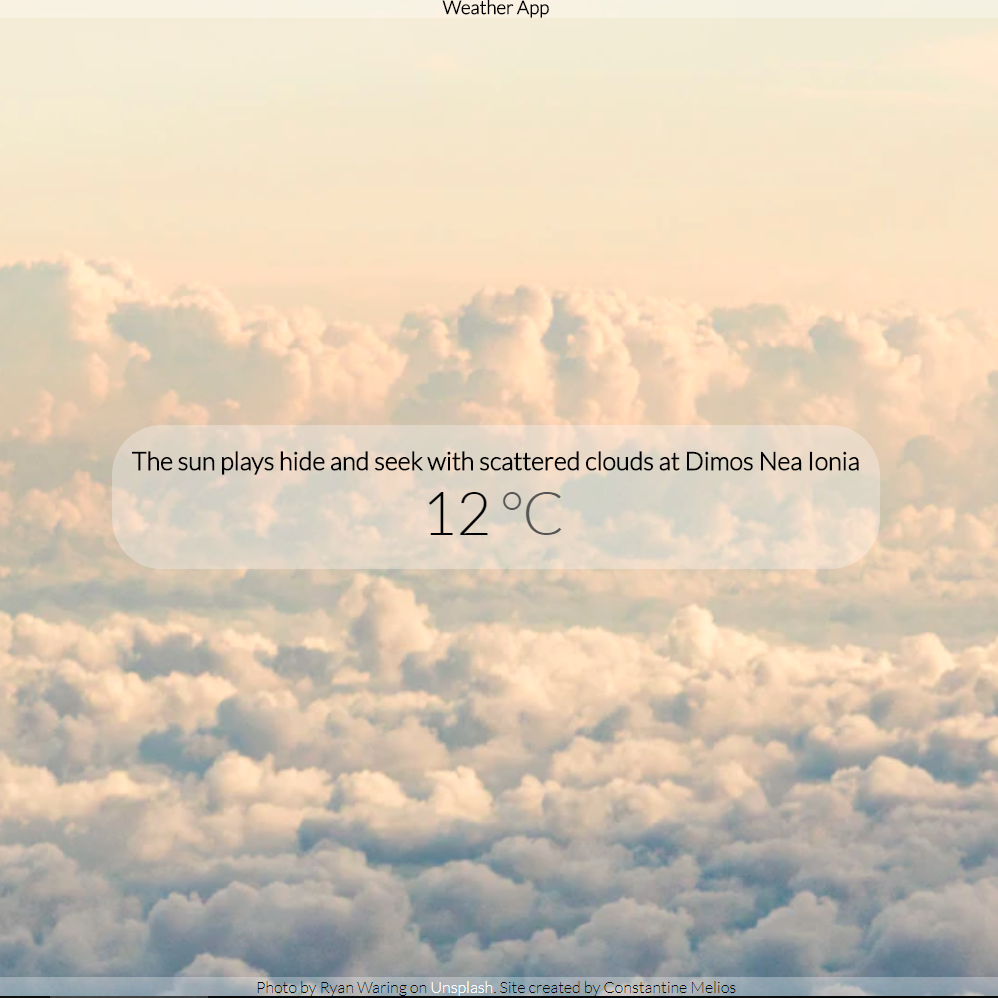 Weather App
The sun plays hide and seek with scattered clouds at Dimos Nea Ionia
12 °C
Photo by Ryan Waring on Unsplash. Site created by Constantine Melios